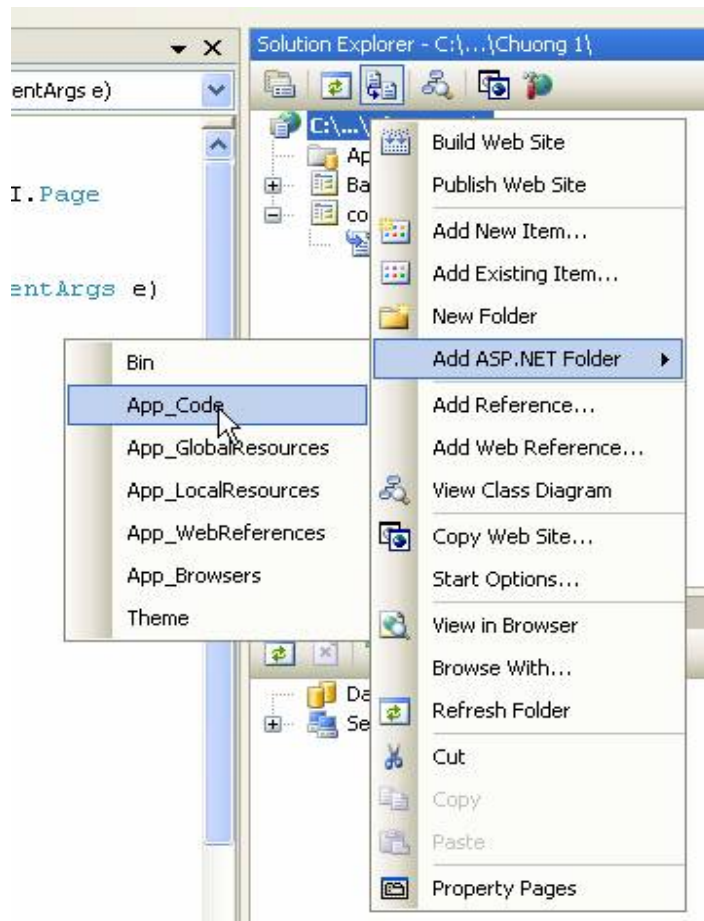 Solution Explorer - C:\...\Chuong 1\
entArgs e)
C:\...\
Ap
Ba
co
I.Page
entArgs e)
Build Web Site
Publish Web Site
Add New Item...
Add Existing Item...
New Folder
Add ASP.NET Folder
Add Reference...
Add Web Reference...
View Class Diagram
Copy Web Site...
Start Options...
View in Browser
Browse With...
Refresh Folder
Cut
Copy
Paste
Property Pages
Bin
App_Code
App_GlobalResources
App_LocalResources
App_WebReferences
App_Browsers
Theme
Da
Se